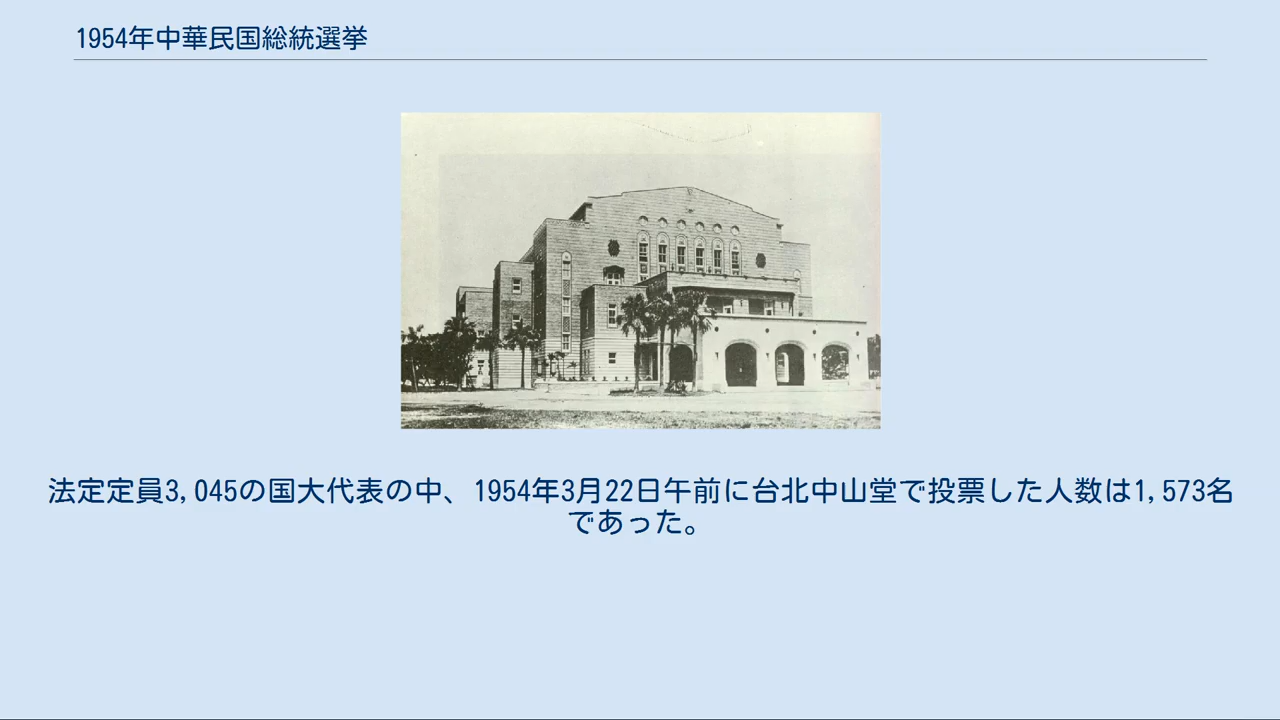 1954年中華民国総統選挙
法定定員3,045の国大代表の中、1954年3月22日午前に台北中山堂で投票した人数は1,573名
であった。